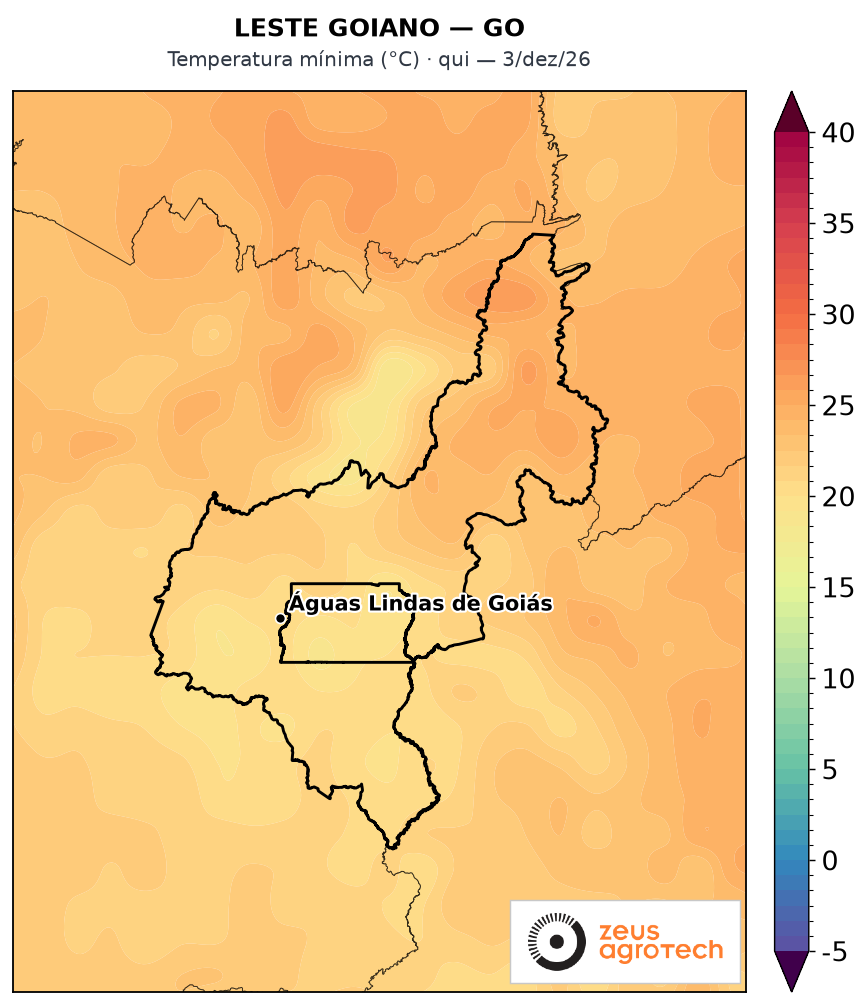 LESTE GOIANO — GO
Temperatura mínima (°C) · qui — 3/dez/26
40
35
30
25
20
15
10
5
0
-5
Águas Lindas de Goiás
zeus
agrotech